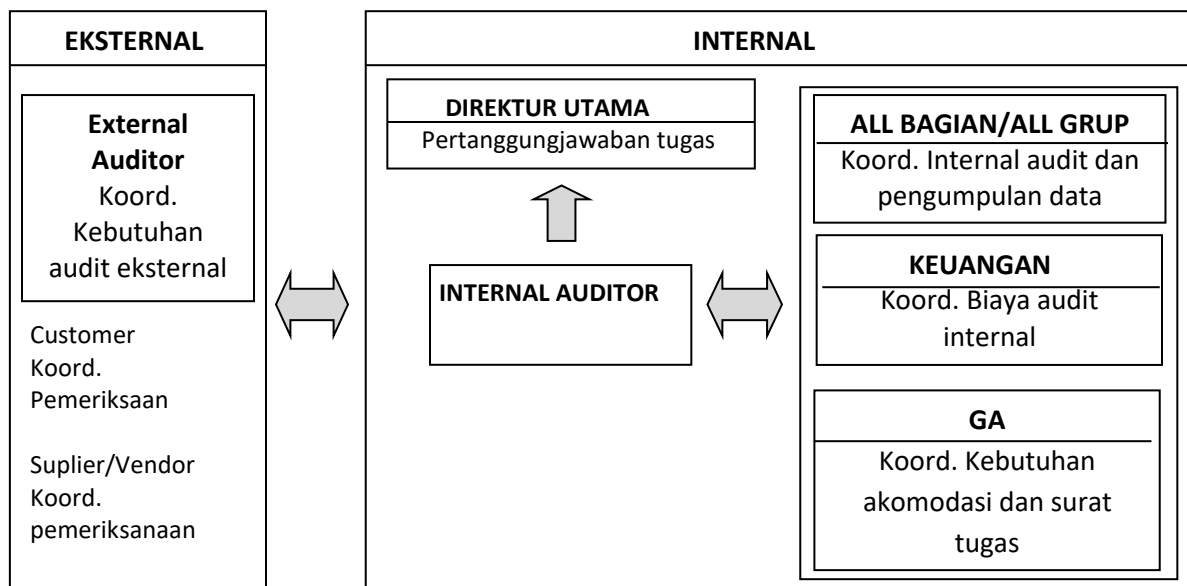 EKSTERNAL
External
Auditor
Koord.
Kebutuhan
audit eksternal
Customer
Koord.
Pemeriksaan
Suplier/Vendor
Koord.
pemeriksanaan
INTERNAL
DIREKTUR UTAMA
Pertanggungjawaban tugas
INTERNAL AUDITOR
ALL BAGIAN/ALL GRUP
Koord. Internal audit dan
pengumpulan data
KEUANGAN
Koord. Biaya audit
internal
GA
Koord. Kebutuhan
akomodasi dan surat
tugas